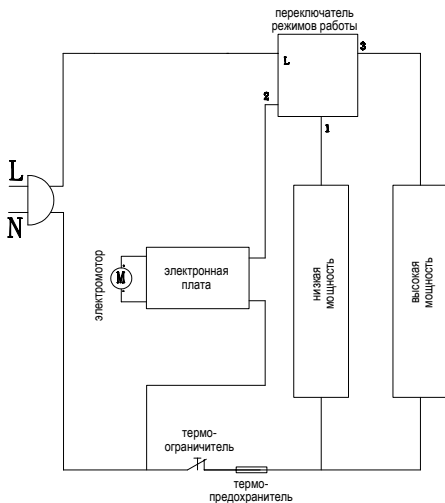 переключатель
режимов работы
L
3
2
1
L
N
электромотор
M
электронная
плата
низкая
мощность
высокая
мощность
термо-
ограничитель
термо-
предохранитель